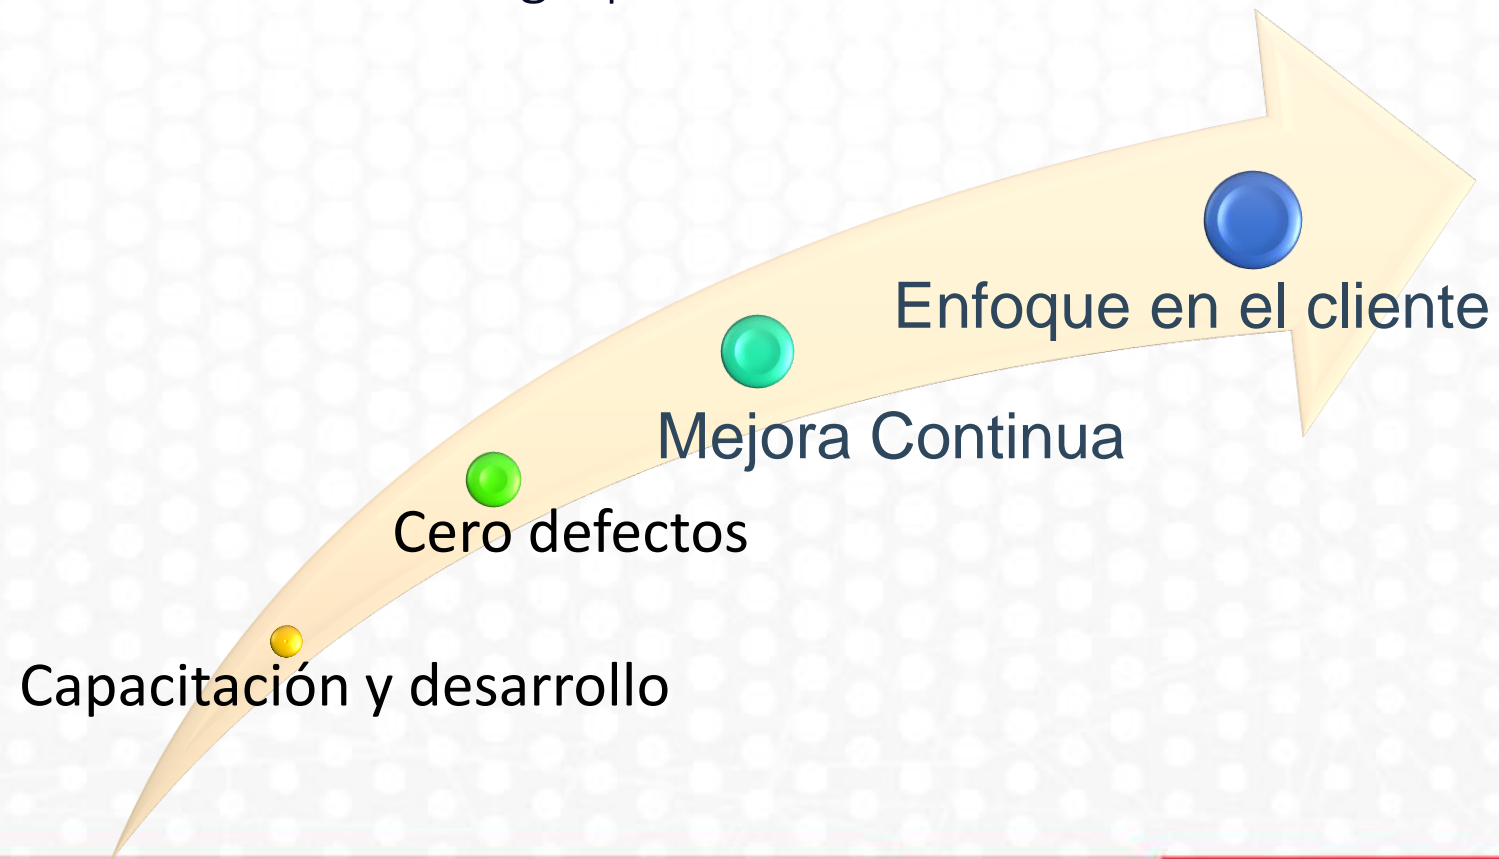 Enfoque en el cliente
Mejora Continua
Cero defectos
Capacitación y desarrollo